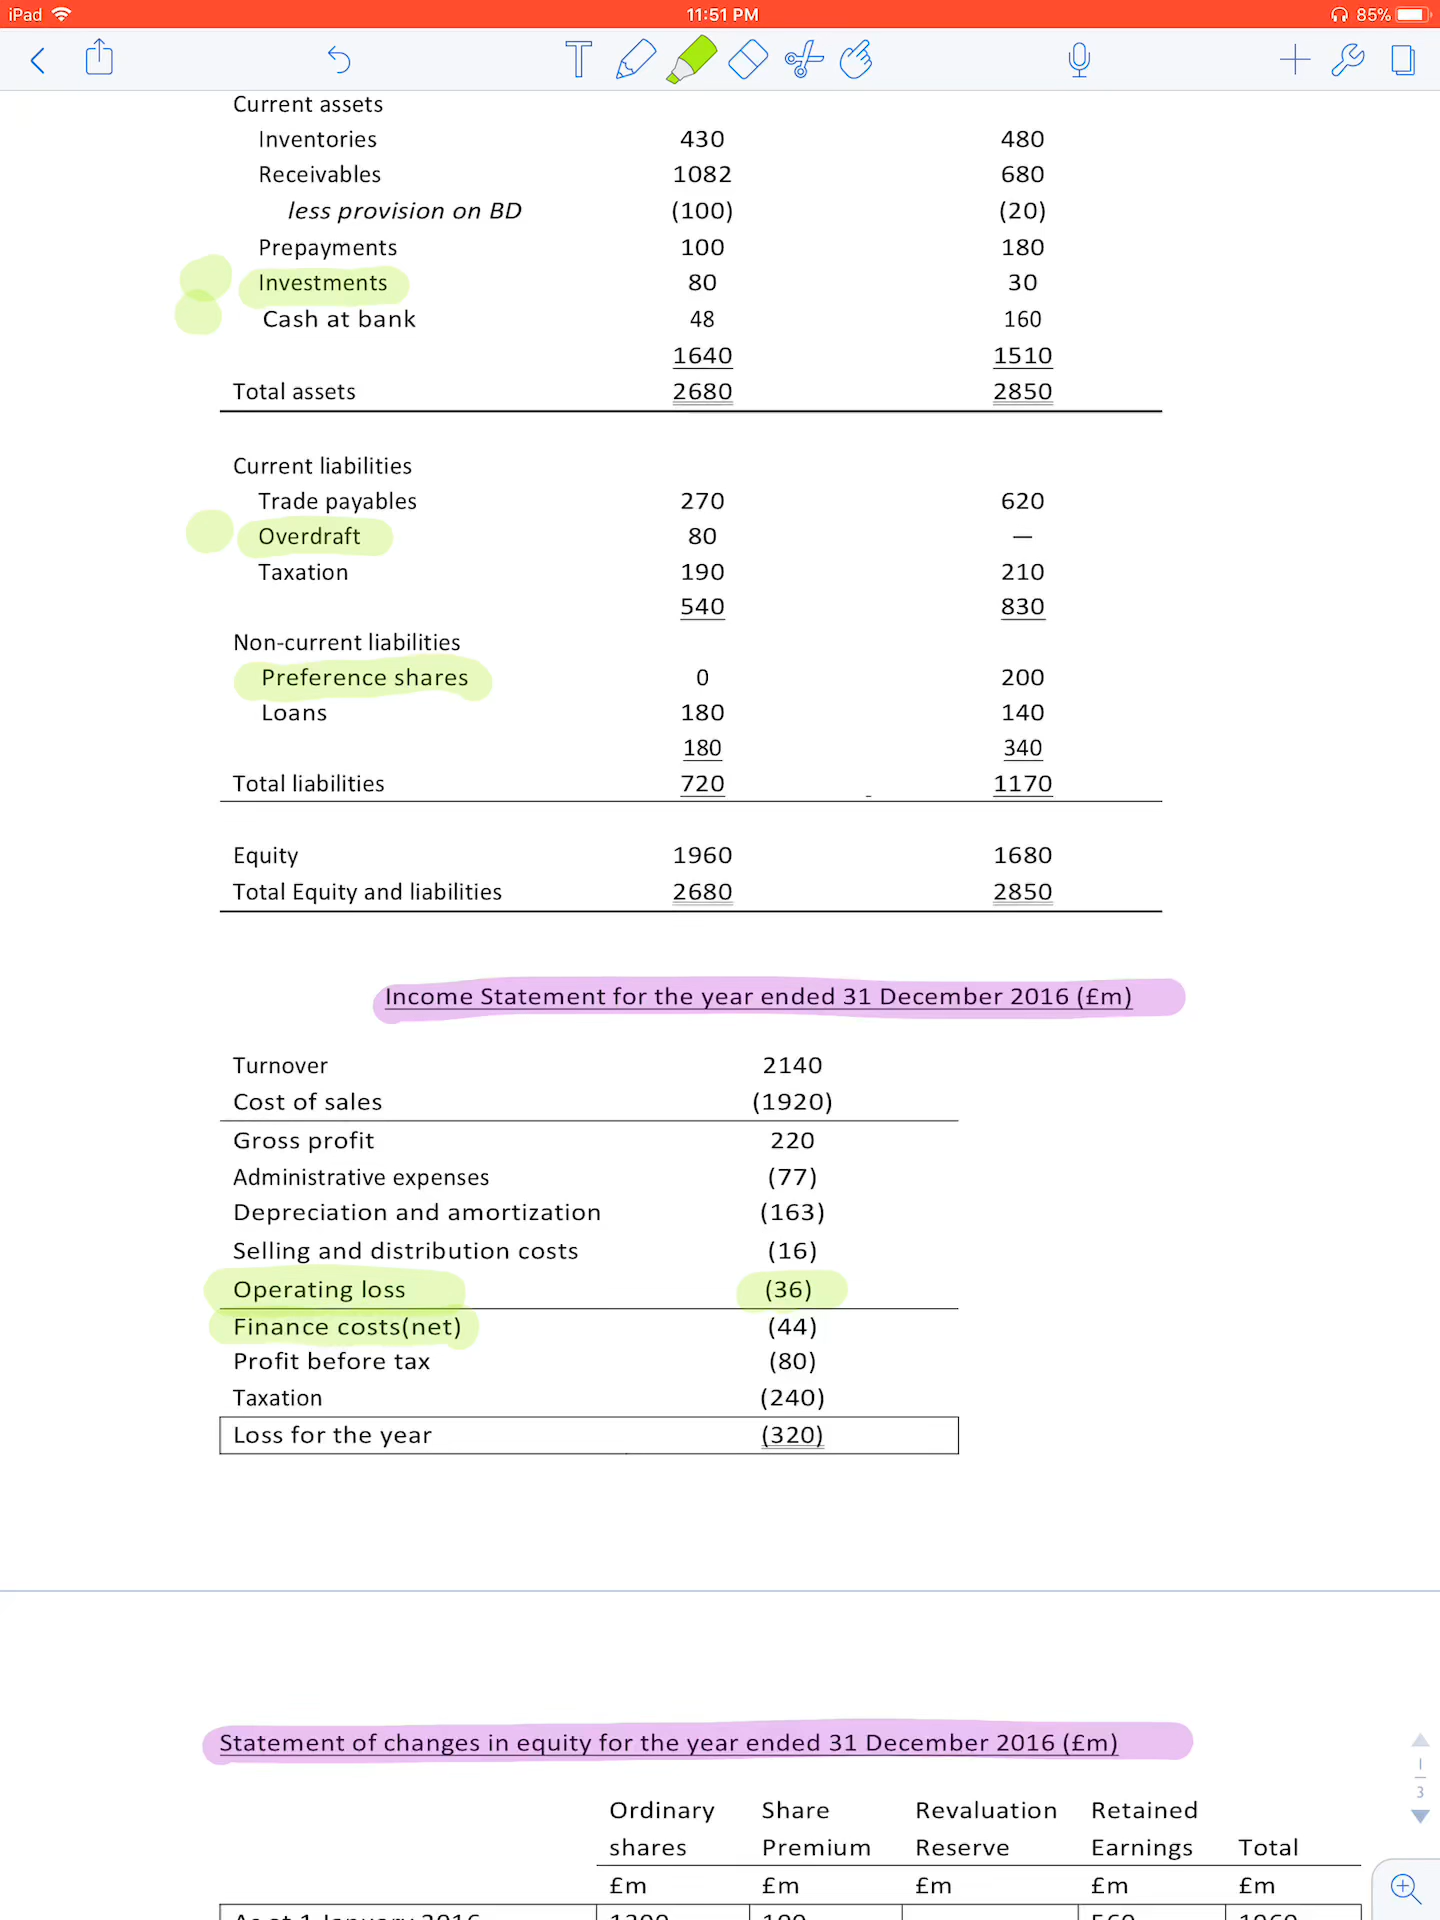 iPad 11:51 PM 85%
T
Current assets
Inventories 430 480
Receivables 1082 680
less provision on BD (100) (20)
Prepayments 100 180
Investments 80 30
Cash at bank 48 160
1640 1510
Total assets 2680 2850
Current liabilities
Trade payables 270 620
Overdraft 80 —
Taxation 190 210
540 830
Non-current liabilities
Preference shares 0 200
Loans 180 140
180 340
Total liabilities 720 1170
Equity 1960 1680
Total Equity and liabilities 2680 2850
Income Statement for the year ended 31 December 2016 (£m)
Turnover 2140
Cost of sales (1920)
Gross profit 220
Administrative expenses (77)
Depreciation and amortization (163)
Selling and distribution costs (16)
Operating loss (36)
Finance costs(net) (44)
Profit before tax (80)
Taxation (240)
Loss for the year (320)
Statement of changes in equity for the year ended 31 December 2016 (£m)
1
3
Ordinary Share Revaluation Retained
shares Premium Reserve Earnings Total
£m £m £m £m £m
As at 1 January 2016